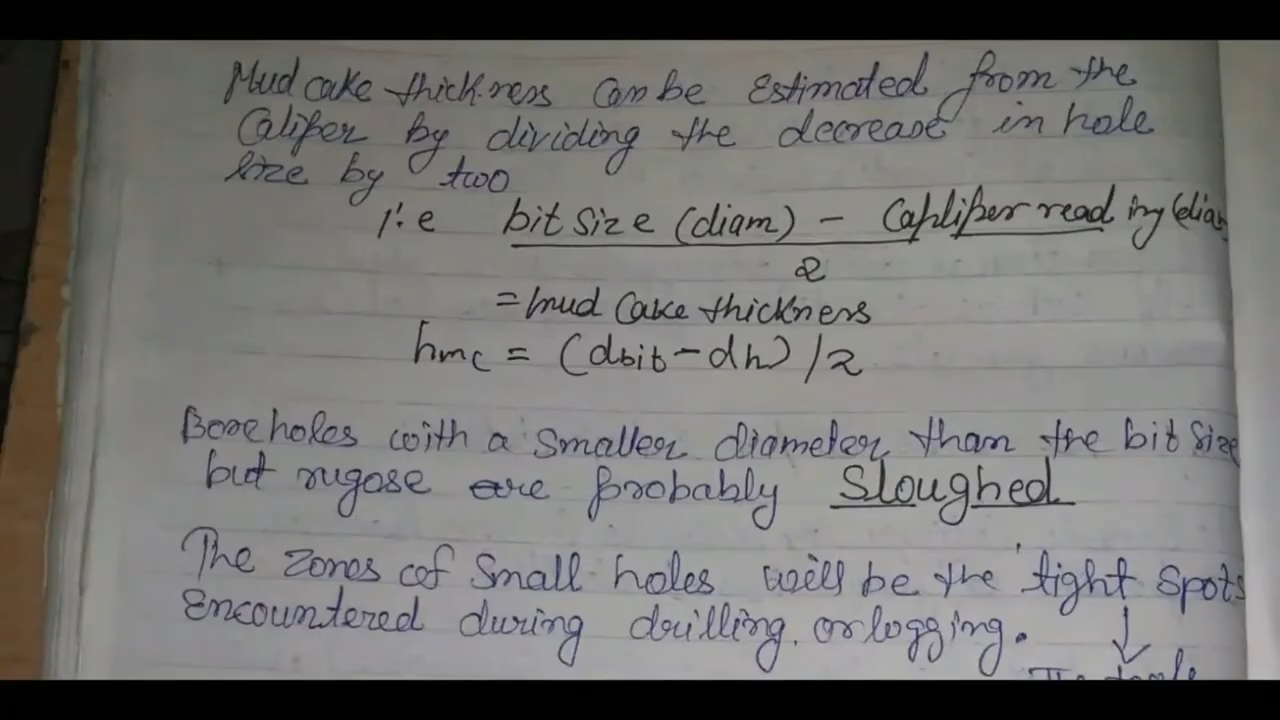 Mud cake thickness can be estimated from the
Caliper by dividing the decrease in hole
size by two
i.e bit size (diam) - Capliper reading (diam
2
= mud cake thickness
hmc = (dbit - dh) / 2
Boreholes with a smaller diameter than the bit size
but rugose are probably Sloughed
The zones of small holes will be the 'tight spots
encountered during drilling or logging.
↓